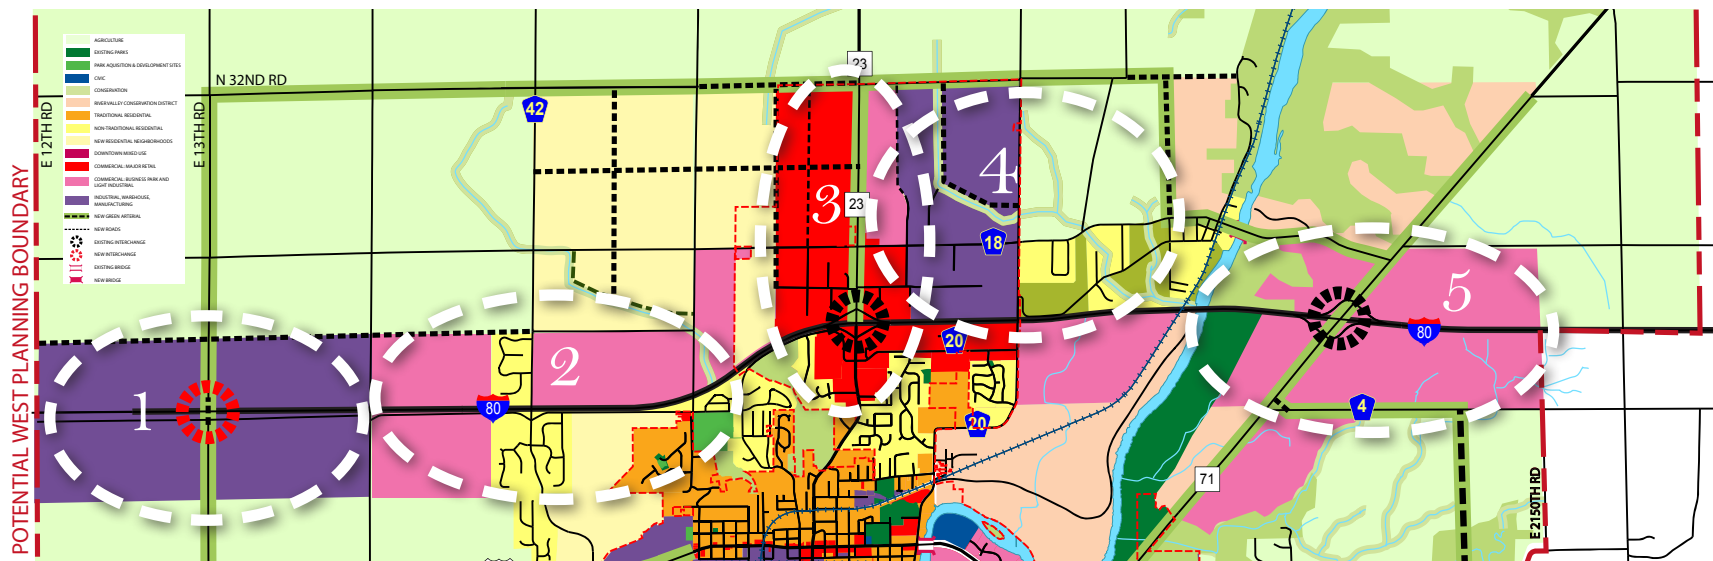 AGRICULTURE
EXISTING PARKS
PARK AQUISITION & DEVELOPMENT SITES
CIVIC
CONSERVATION
RIVER VALLEY CONSERVATION DISTRICT
TRADITIONAL RESIDENTIAL
NON-TRADITIONAL RESIDENTIAL
NEW RESIDENTIAL NEIGHBORHOODS
DOWNTOWN MIXED USE
COMMERCIAL: MAJOR RETAIL
COMMERCIAL: BUSINESS PARK AND
LIGHT INDUSTRIAL
INDUSTRIAL, WAREHOUSE,
MANUFACTURING
NEW GREEN ARTERIAL
NEW ROADS
EXISTING INTERCHANGE
NEW INTERCHANGE
EXISTING BRIDGE
NEW BRIDGE
POTENTIAL WEST PLANNING BOUNDARY
E 12TH RD
E 13TH RD
N 32ND RD
23
42
4
3
23
18
5
20
80
2
80
1
4
20
71
E 2150TH RD